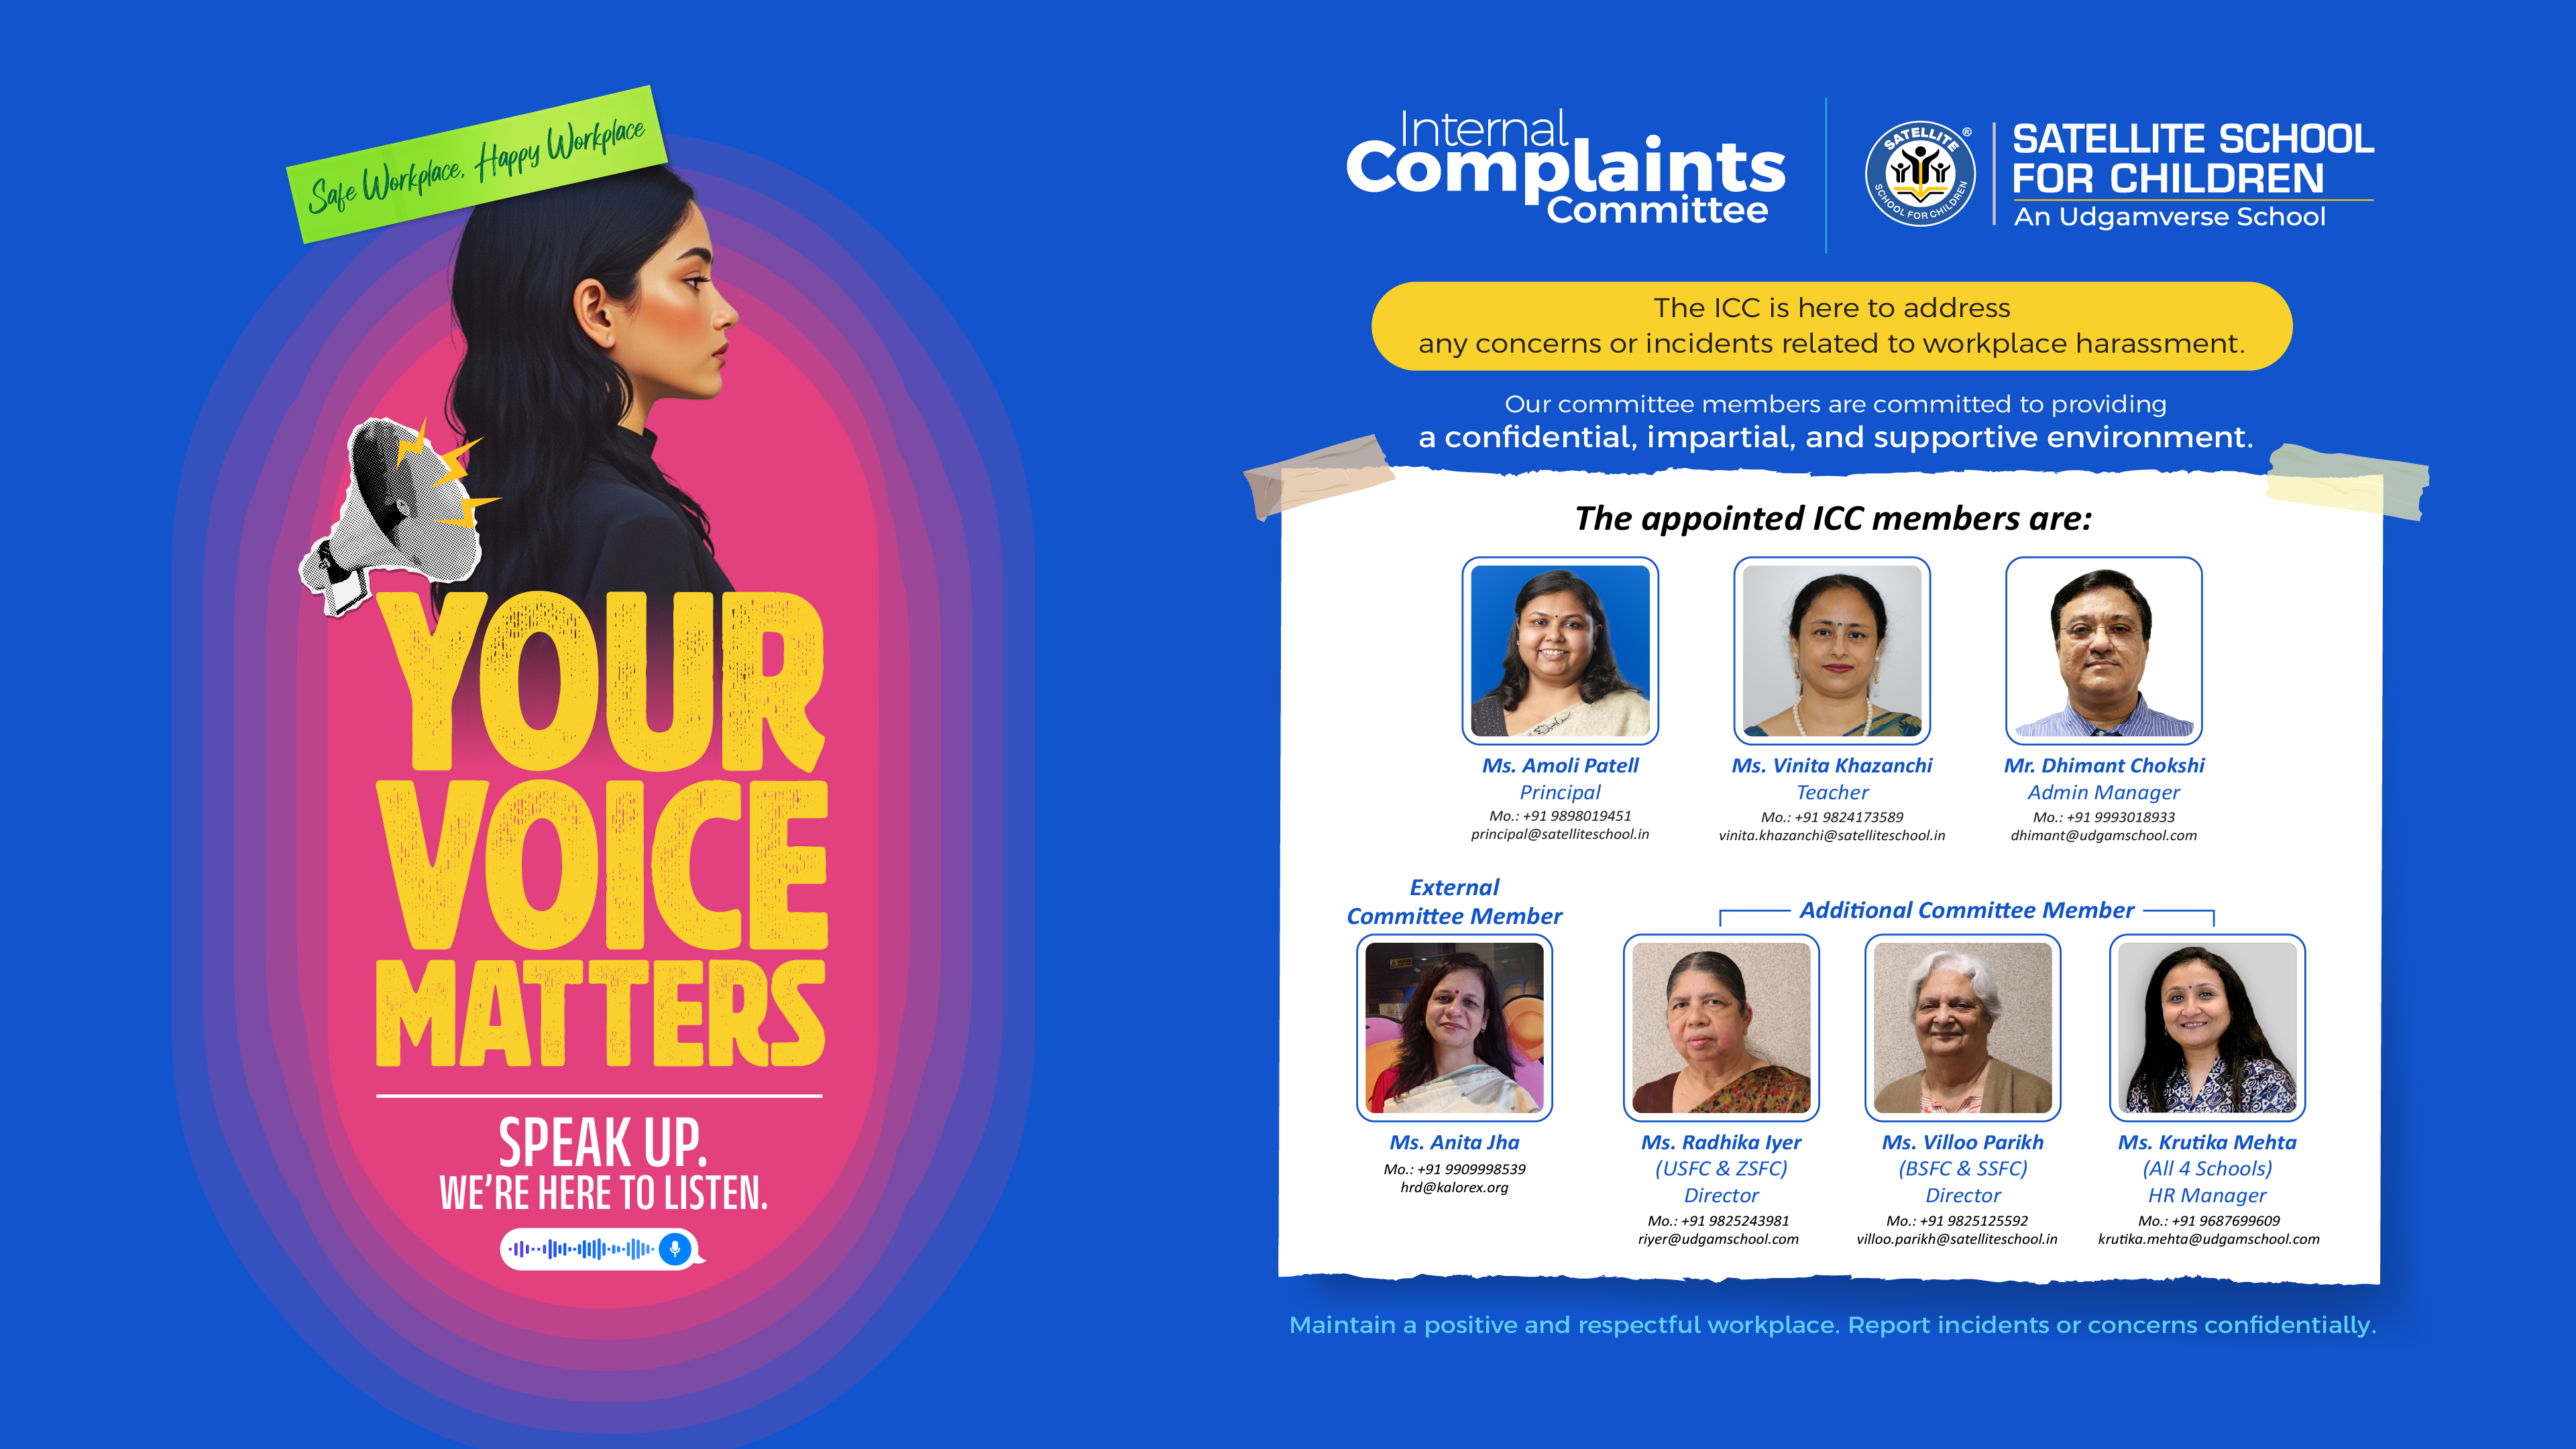 Safe Workplace, Happy Workplace
YOUR
VOICE
MATTERS
SPEAK UP.
WE'RE HERE TO LISTEN.
Internal
Complaints
Committee
SATELLITE
SCHOOL FOR CHILDREN
®
SATELLITE SCHOOL
FOR CHILDREN
An Udgamverse School
The ICC is here to address
any concerns or incidents related to workplace harassment.
Our committee members are committed to providing
a confidential, impartial, and supportive environment.
The appointed ICC members are:
Ms. Amoli Patell
Principal
Mo.: +91 9898019451
principal@satelliteschool.in
Ms. Vinita Khazanchi
Teacher
Mo.: +91 9824173589
vinita.khazanchi@satelliteschool.in
Mr. Dhimant Chokshi
Admin Manager
Mo.: +91 9993018933
dhimant@udgamschool.com
External
Committee Member
Ms. Anita Jha
Mo.: +91 9909998539
hrd@kalorex.org
Additional Committee Member
Ms. Radhika Iyer
(USFC & ZSFC)
Director
Mo.: +91 9825243981
riyer@udgamschool.com
Ms. Villoo Parikh
(BSFC & SSFC)
Director
Mo.: +91 9825125592
villoo.parikh@satelliteschool.in
Ms. Krutika Mehta
(All 4 Schools)
HR Manager
Mo.: +91 9687699609
krutika.mehta@udgamschool.com
Maintain a positive and respectful workplace. Report incidents or concerns confidentially.